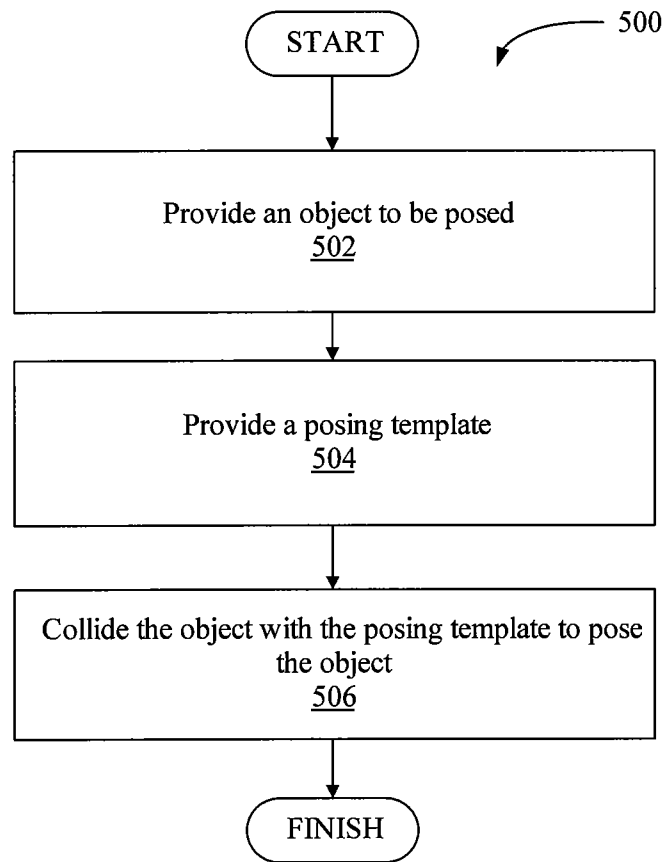 START
500
Provide an object to be posed
502
Provide a posing template
504
Collide the object with the posing template to pose
the object
506
FINISH